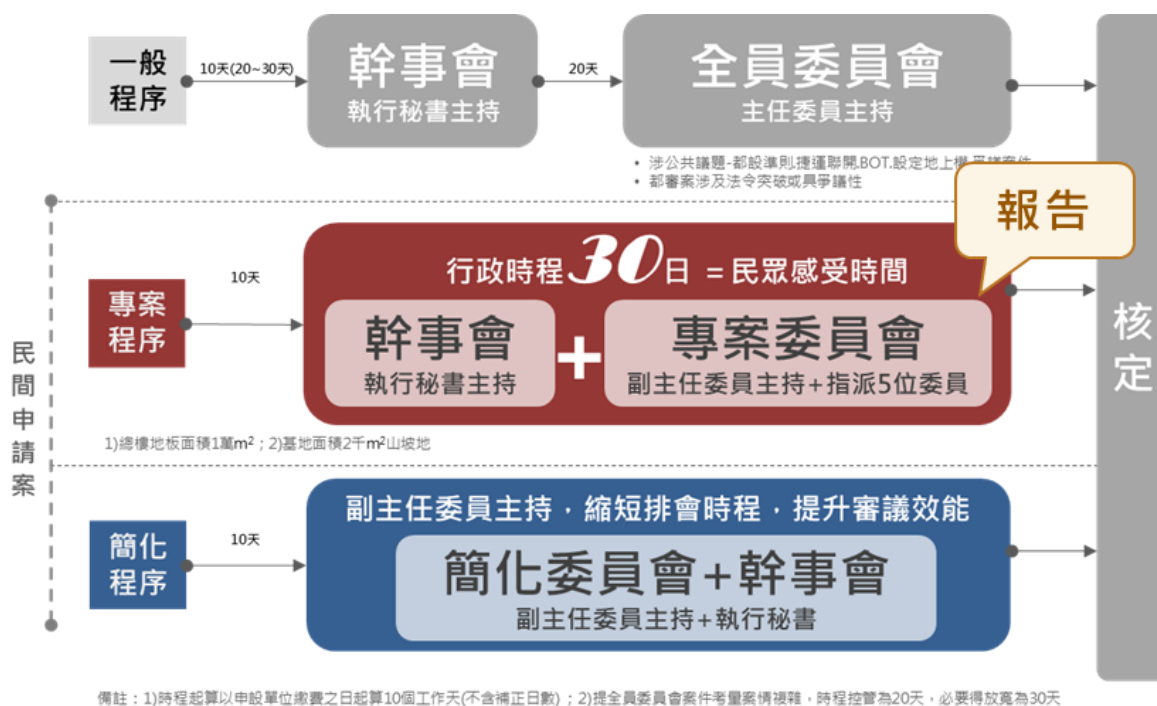 一般
程序
10天(20~30天)
幹事會
執行秘書主持
20天
全員委員會
主任委員主持
• 涉公共議題-都設準則.捷運聯開.BOT.設定地上權
• 都審案涉及法令突破或具爭議性
報告
核定
民間申請案
專案
程序
10天
行政時程30日 =民眾感受時間
幹事會
執行秘書主持
+
專案委員會
副主任委員主持+指派5位委員
1)總樓地板面積1萬m²；2)基地面積2千m²山坡地
簡化
程序
10天
副主任委員主持，縮短排會時程，提升審議效能
簡化委員會+幹事會
副主任委員主持+執行秘書
備註：1)時程起算以申設單位繳費之日起算10個工作天(不含補正日數)；2)提全員委員會案件考量案情複雜，時程控管為20天，必要得放寬為30天